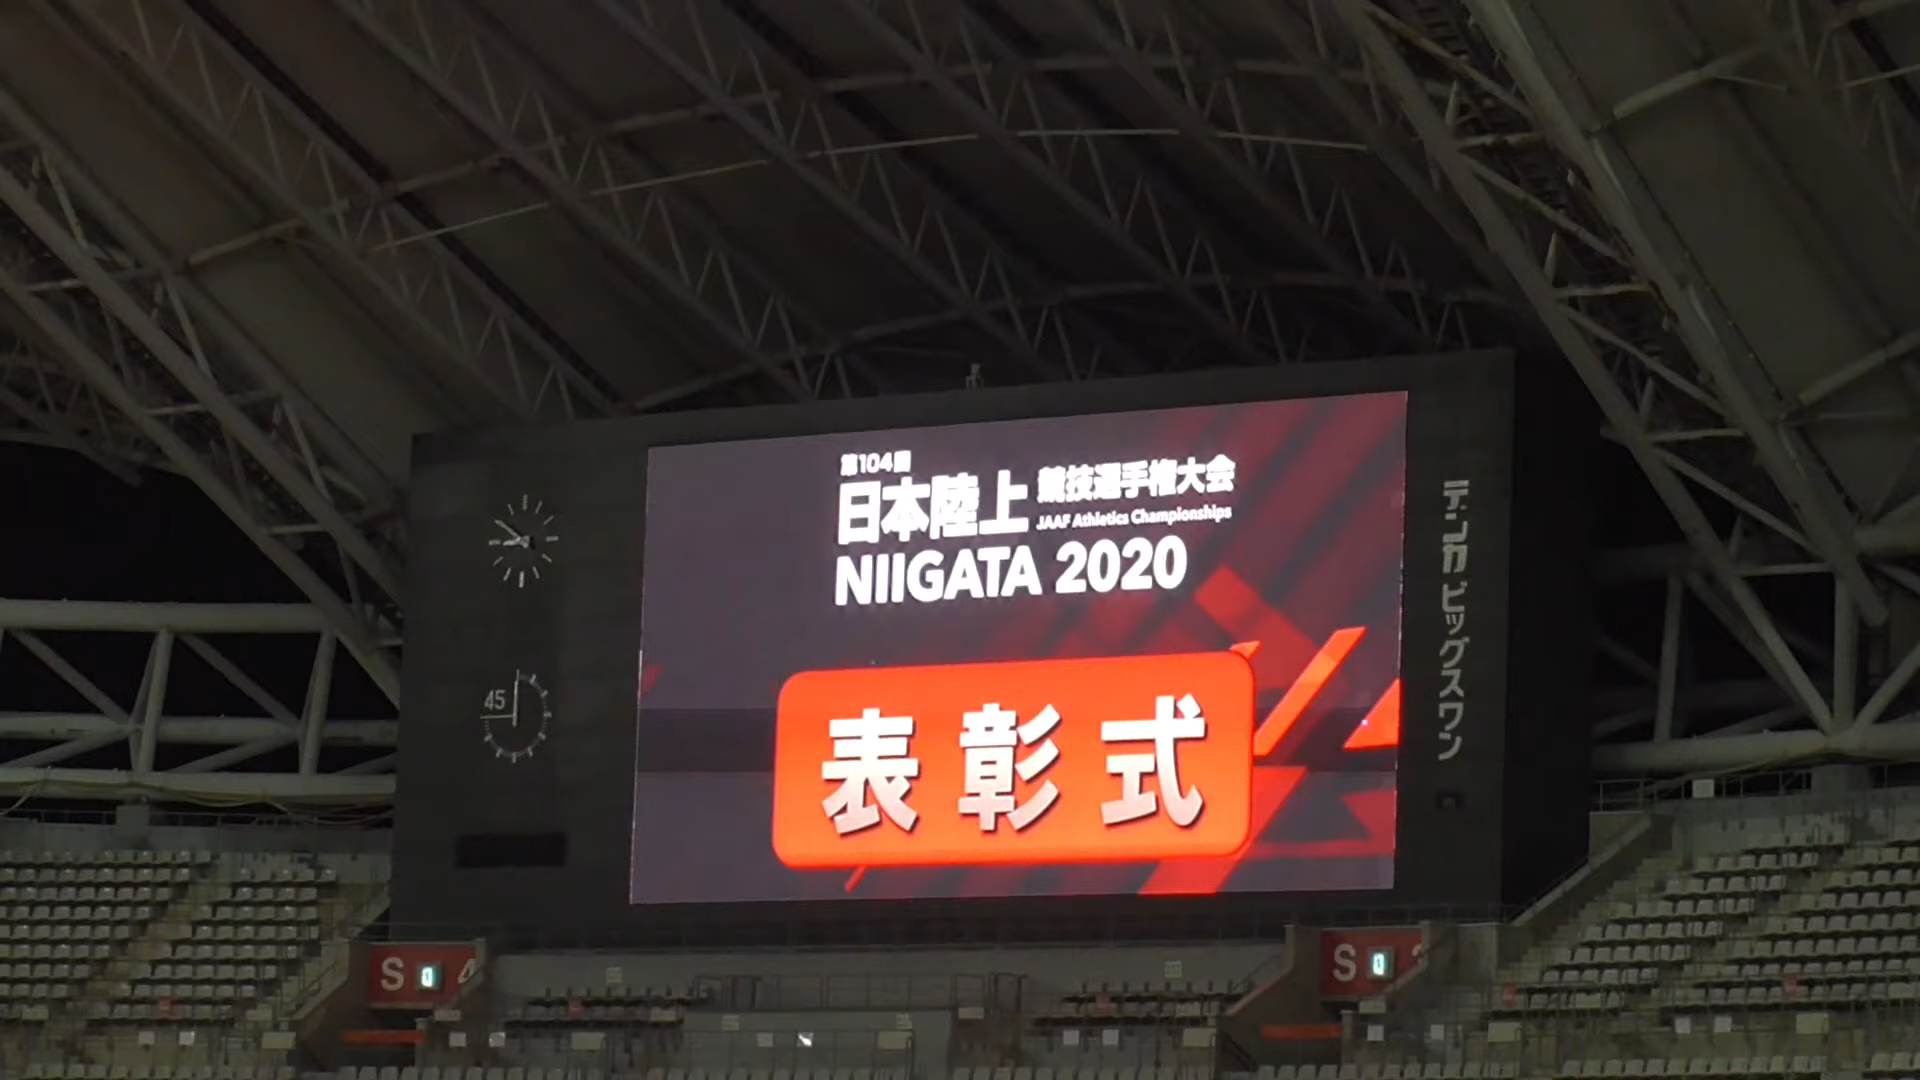 第104回
日本陸上 競技選手権大会
JAAF Athletics Championships
NIIGATA 2020
表彰式
デンカビッグスワン
45
S
S